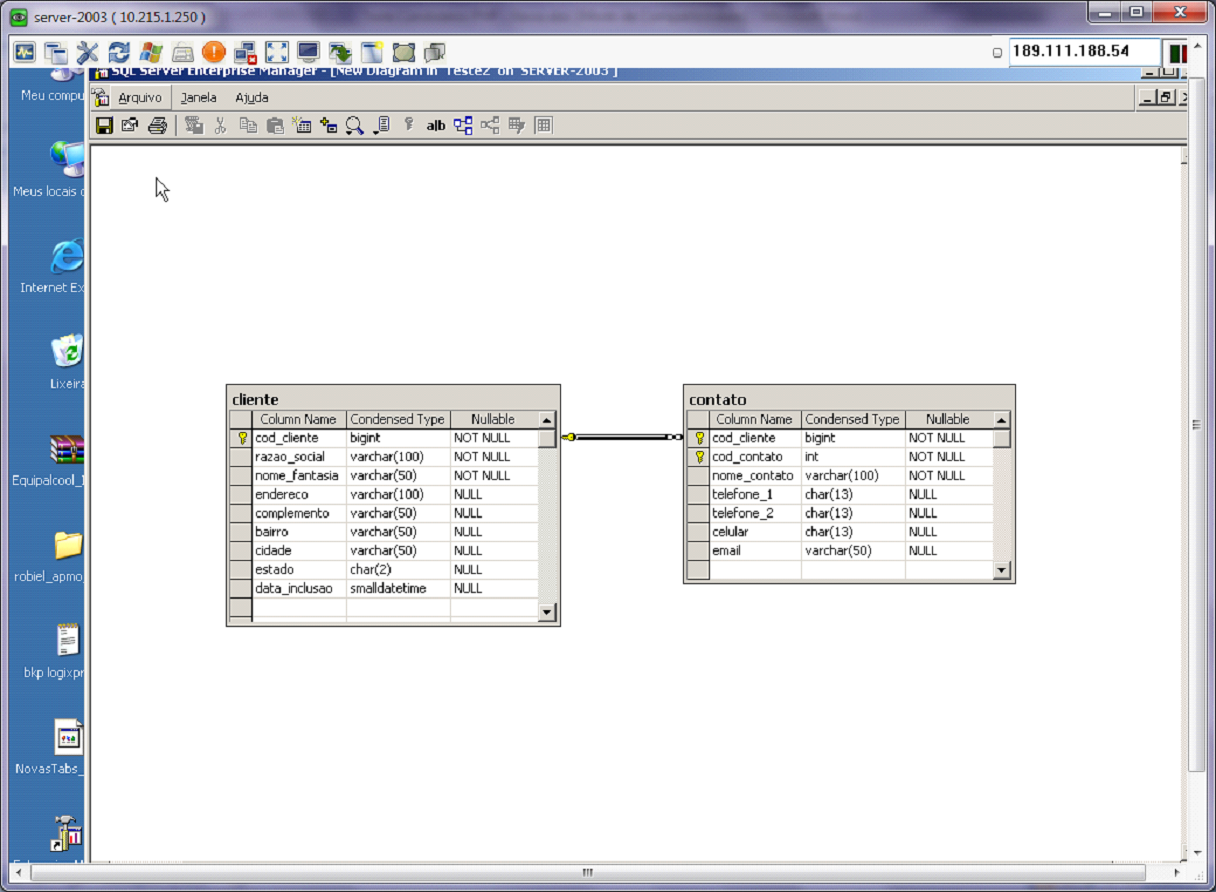 server-2003 ( 10.215.1.250 )
189.111.188.54
SQL Server Enterprise Manager - [New Diagram in 'Teste2' on 'SERVER-2003']
Meu compu
Arquivo Janela Ajuda
a|b
Meus locais
Internet Ex
Lixeira
Equipalcool_
robiel_apmo
bkp logixpr
NovasTabs_
cliente
Column Name Condensed Type Nullable
cod_cliente bigint NOT NULL
razao_social varchar(100) NOT NULL
nome_fantasia varchar(50) NOT NULL
endereco varchar(100) NULL
complemento varchar(50) NULL
bairro varchar(50) NULL
cidade varchar(50) NULL
estado char(2) NULL
data_inclusao smalldatetime NULL
contato
Column Name Condensed Type Nullable
cod_cliente bigint NOT NULL
cod_contato int NOT NULL
nome_contato varchar(100) NOT NULL
telefone_1 char(13) NULL
telefone_2 char(13) NULL
celular char(13) NULL
email varchar(50) NULL